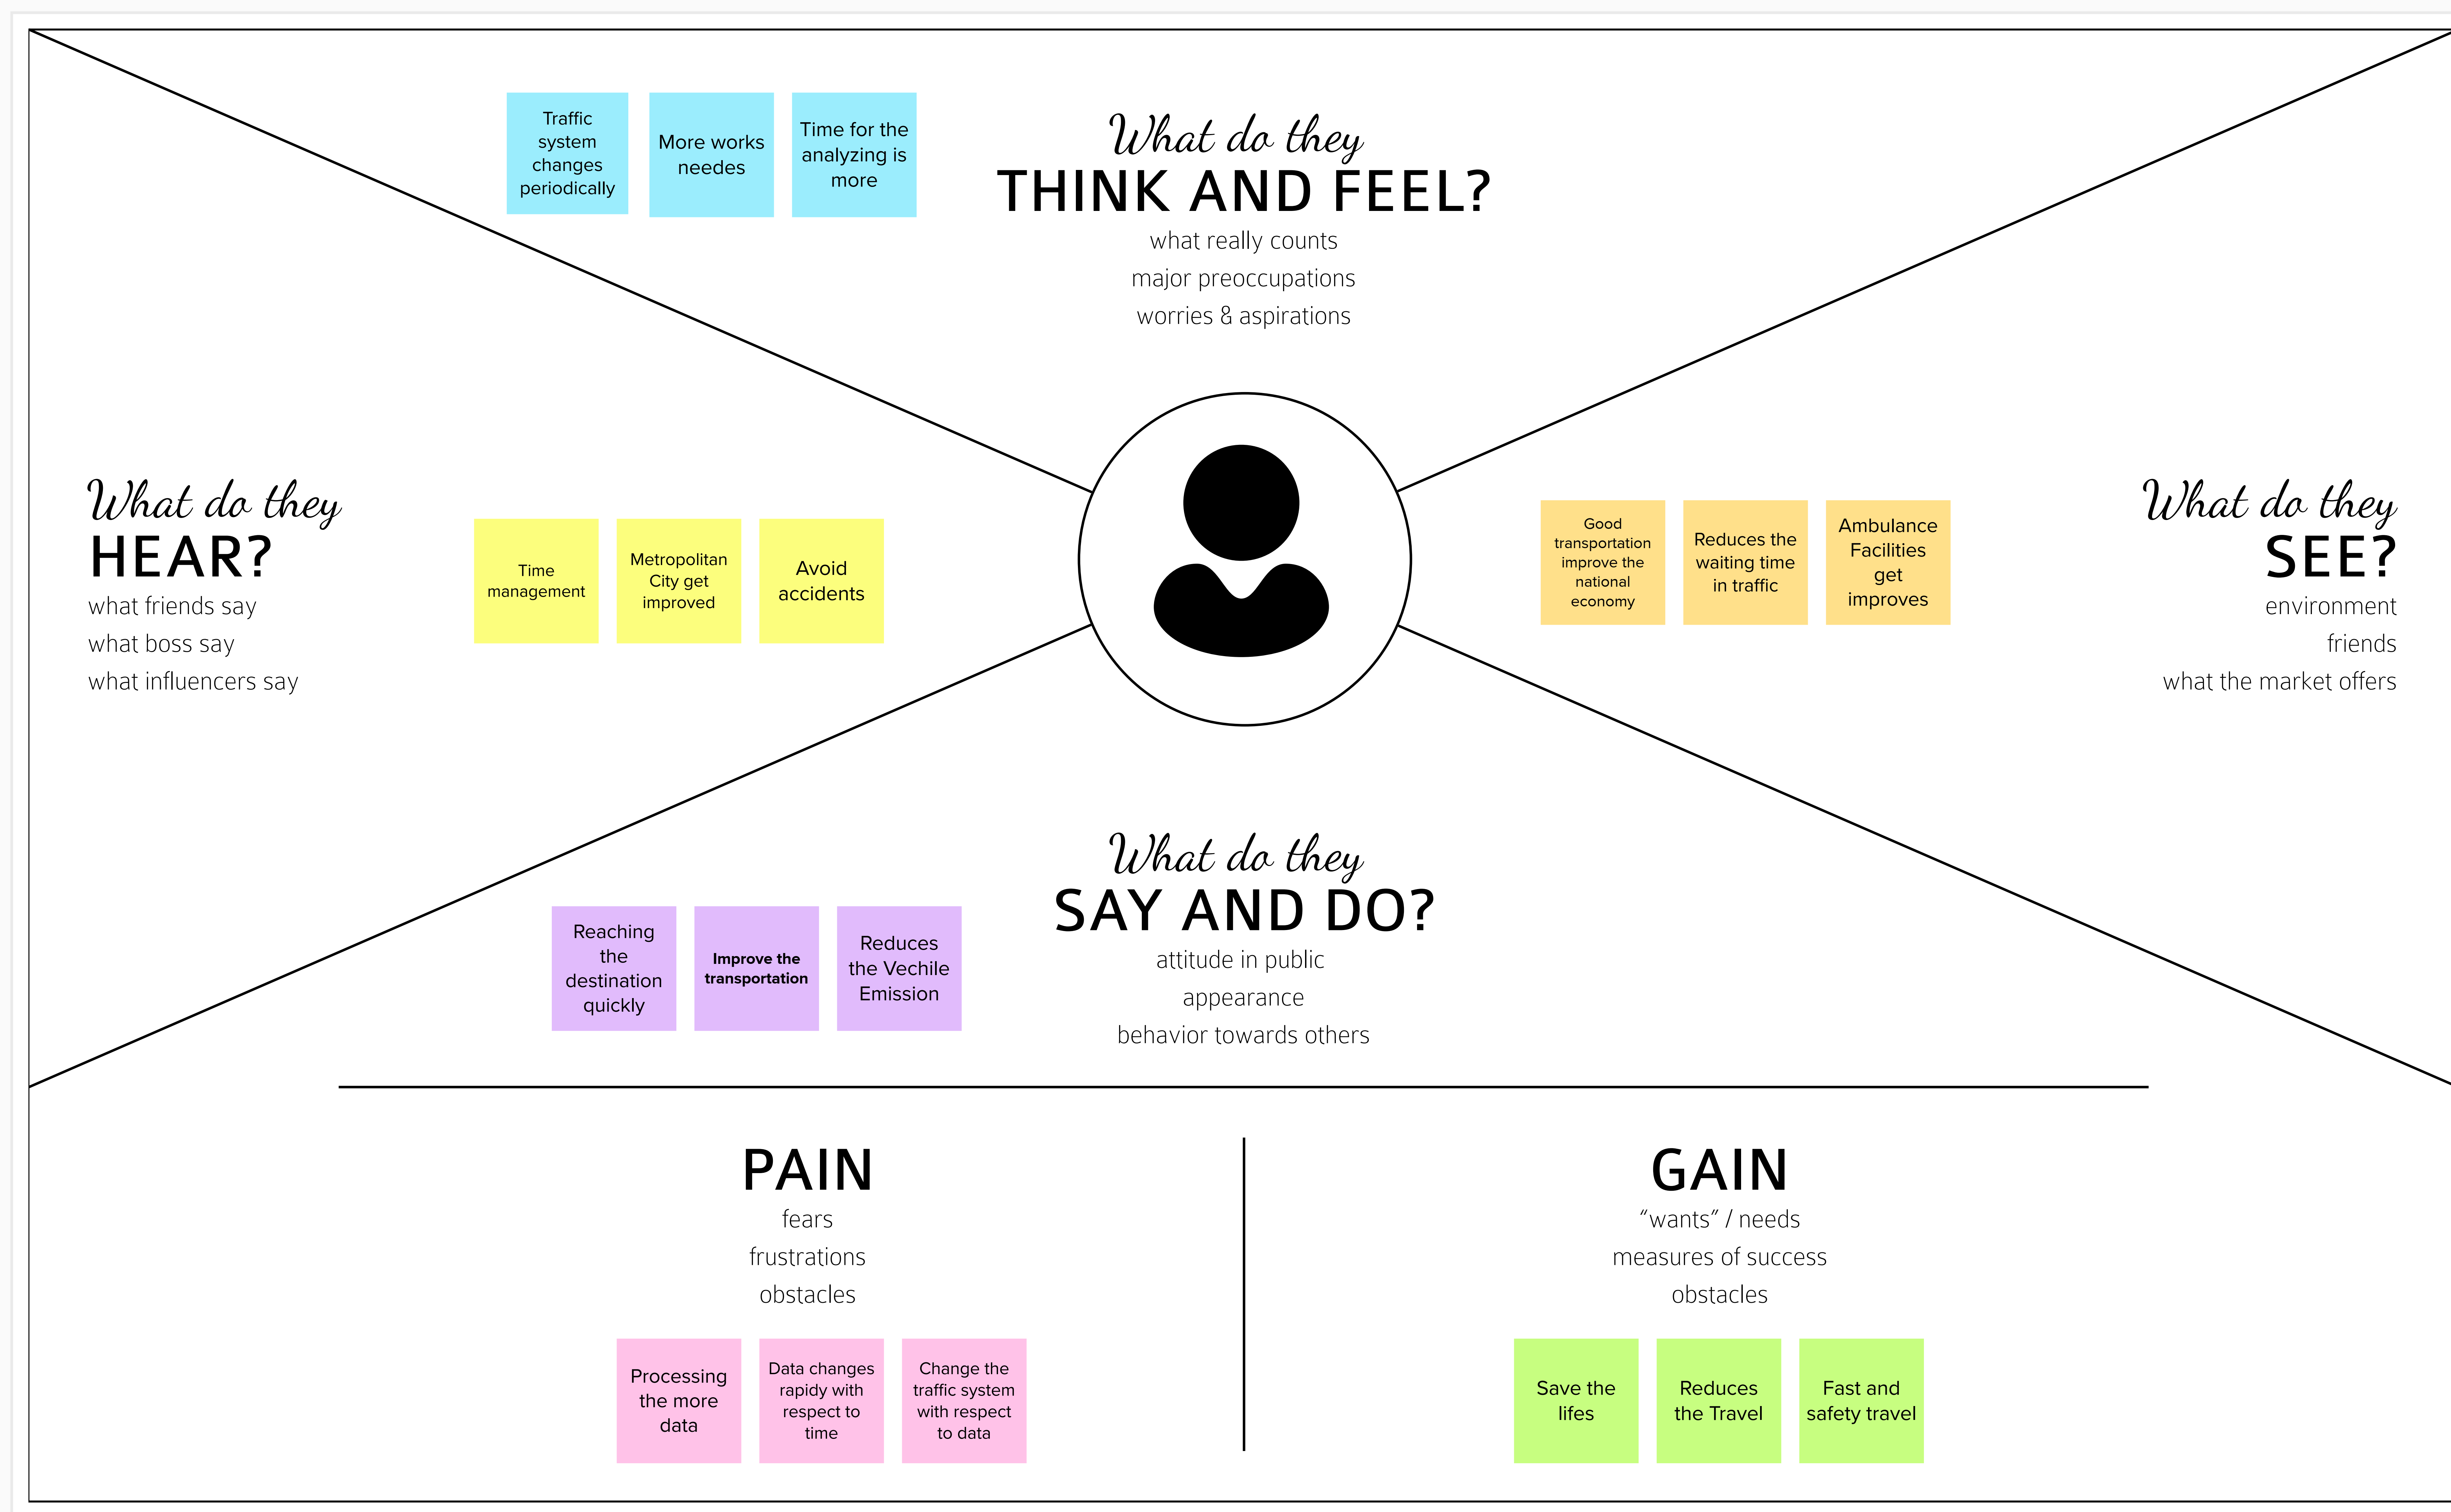 Traffic
system
changes
periodically
More works
needes
Time for the
analyzing is
more
What do they
THINK AND FEEL?
what really counts
major preoccupations
worries & aspirations
What do they
HEAR?
what friends say
what boss say
what influencers say
Time
management
Metropolitan
City get
improved
Avoid
accidents
Good
transportation
improve the
national
economy
Reduces the
waiting time
in traffic
Ambulance
Facilities
get
improves
What do they
SEE?
environment
friends
what the market offers
What do they
SAY AND DO?
attitude in public
appearance
behavior towards others
Reaching
the
destination
quickly
Improve the
transportation
Reduces
the Vechile
Emission
PAIN
fears
frustrations
obstacles
Processing
the more
data
Data changes
rapidy with
respect to
time
Change the
traffic system
with respect
to data
GAIN
“wants” / needs
measures of success
obstacles
Save the
lifes
Reduces
the Travel
Fast and
safety travel